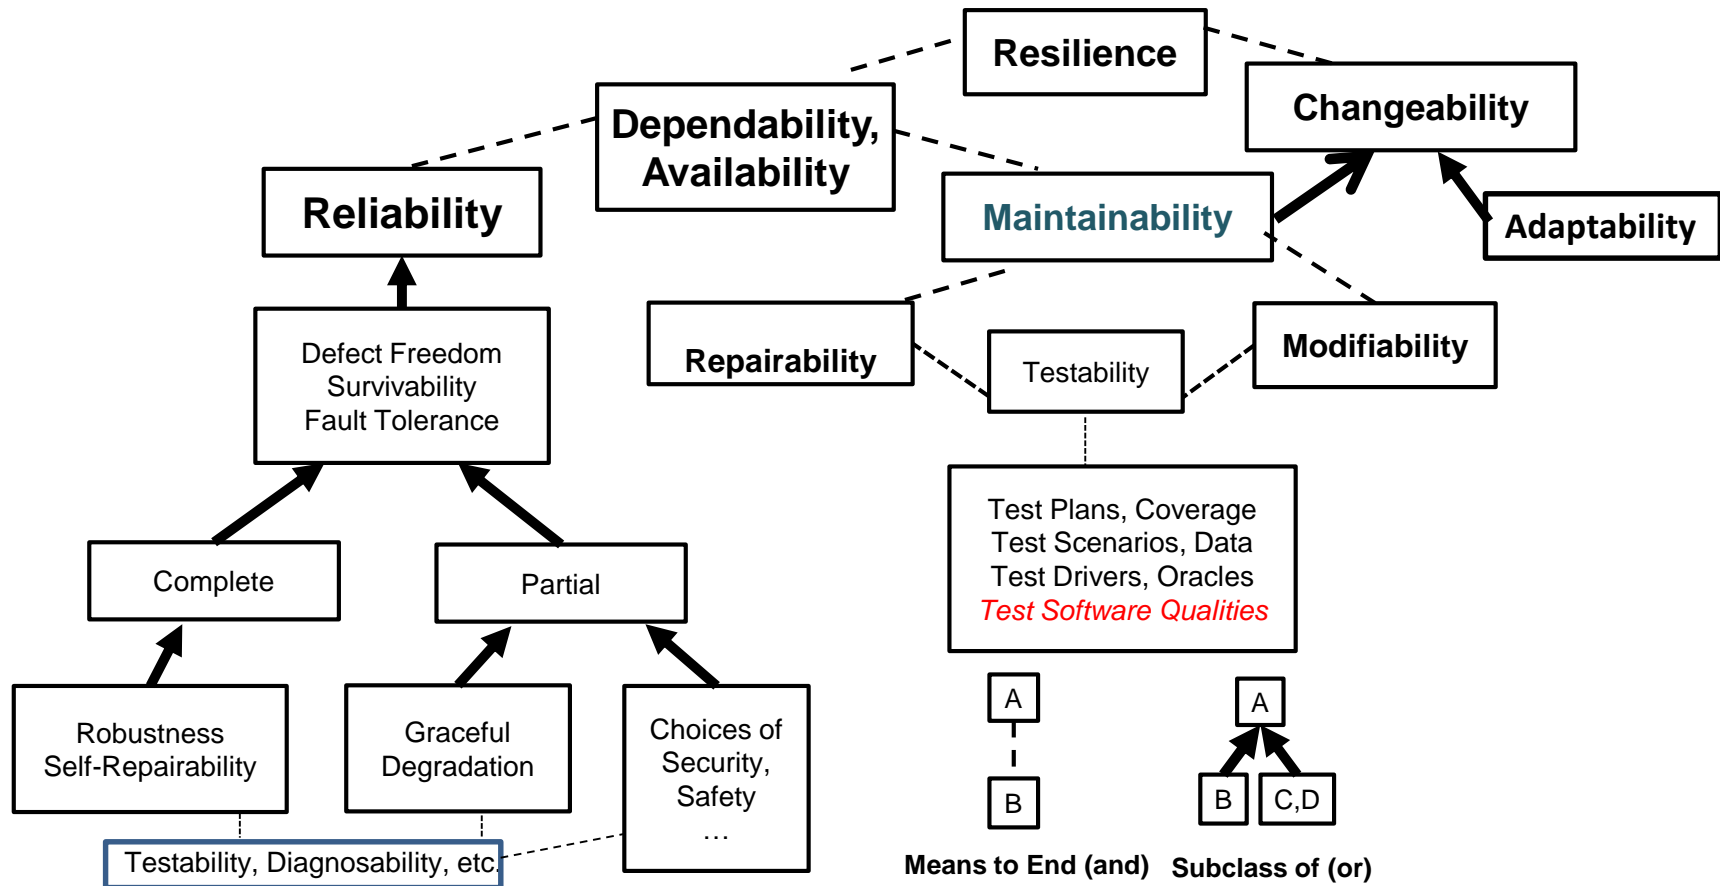 Resilience
Changeability
Dependability,
Availability
Reliability
Maintainability
Adaptability
Defect Freedom
Survivability
Fault Tolerance
Repairability
Testability
Modifiability
Test Plans, Coverage
Test Scenarios, Data
Test Drivers, Oracles
Test Software Qualities
Complete
Partial
Robustness
Self-Repairability
Graceful
Degradation
Choices of
Security,
Safety
…
Testability, Diagnosability, etc.
A
B
Means to End (and)
A
B
C,D
Subclass of (or)